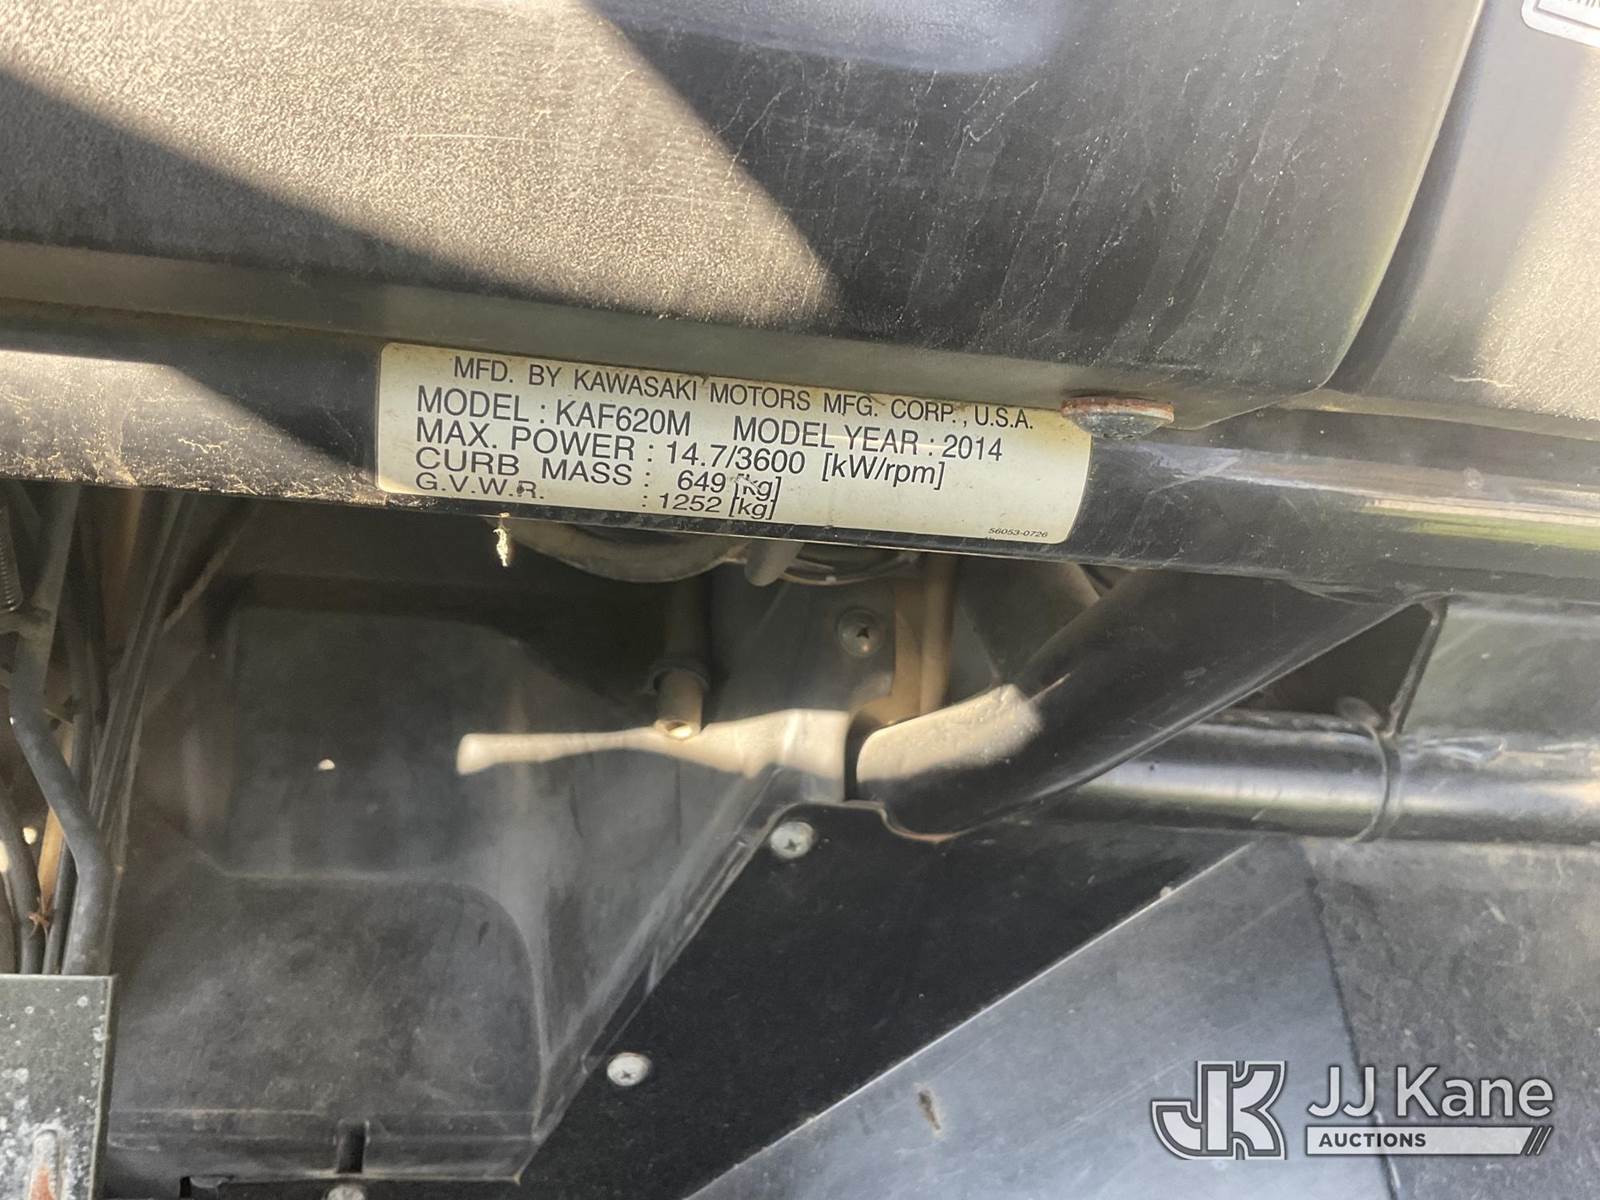 MFD. BY KAWASAKI MOTORS MFG. CORP., U.S.A.
MODEL : KAF620M MODEL YEAR : 2014
MAX. POWER : 14.7/3600 [kW/rpm]
CURB MASS : 649 [kg]
G.V.W.R. : 1252 [kg]
56053-0726
JK JJ Kane
AUCTIONS